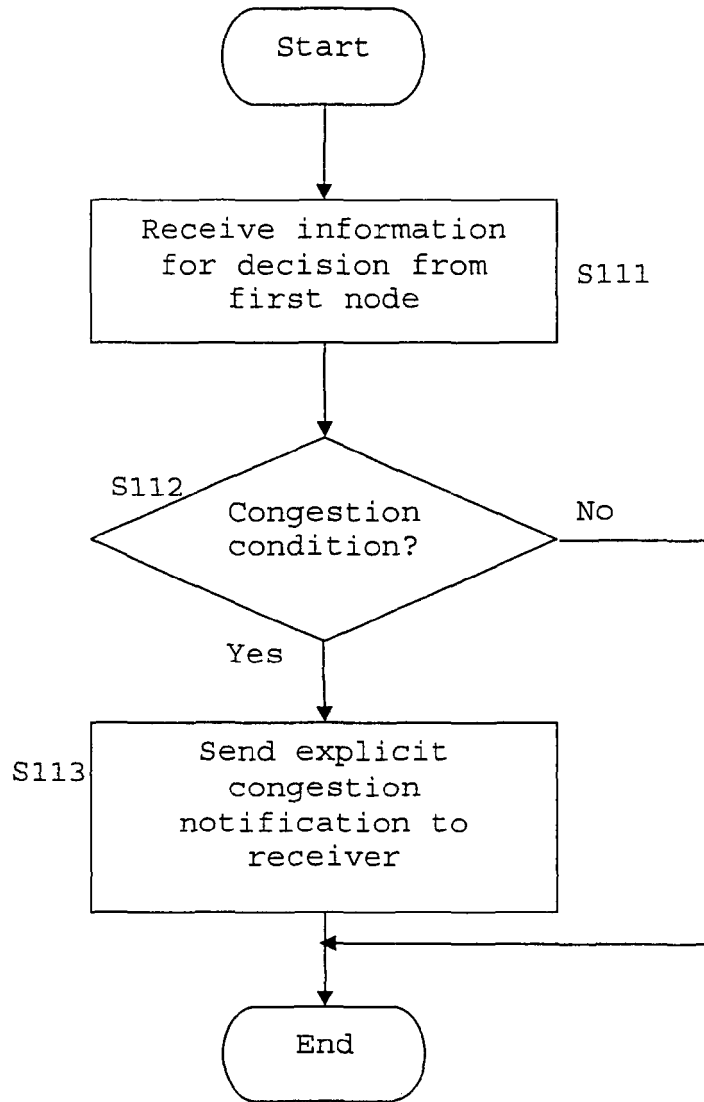 Start
Receive information
for decision from
first node
S111
S112
Congestion
condition?
No
Yes
S113
Send explicit
congestion
notification to
receiver
End